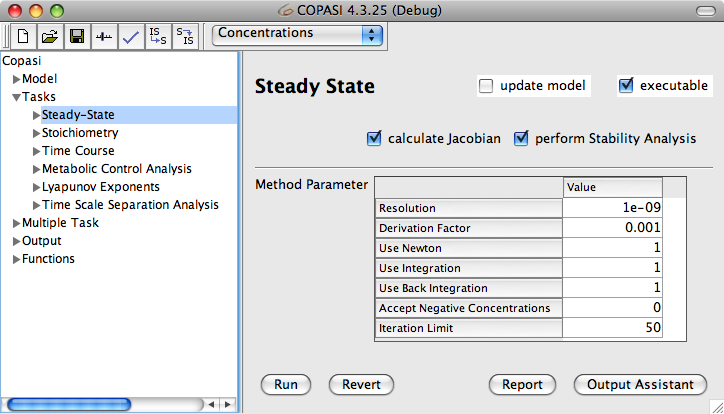 COPASI 4.3.25 (Debug)
IS S
S IS
Concentrations
Copasi
Model
Tasks
Steady-State
Stoichiometry
Time Course
Metabolic Control Analysis
Lyapunov Exponents
Time Scale Separation Analysis
Multiple Task
Output
Functions
Steady State
update model
executable
calculate Jacobian
perform Stability Analysis
Method Parameter
Value
Resolution 1e-09
Derivation Factor 0.001
Use Newton 1
Use Integration 1
Use Back Integration 1
Accept Negative Concentrations 0
Iteration Limit 50
Run
Revert
Report
Output Assistant